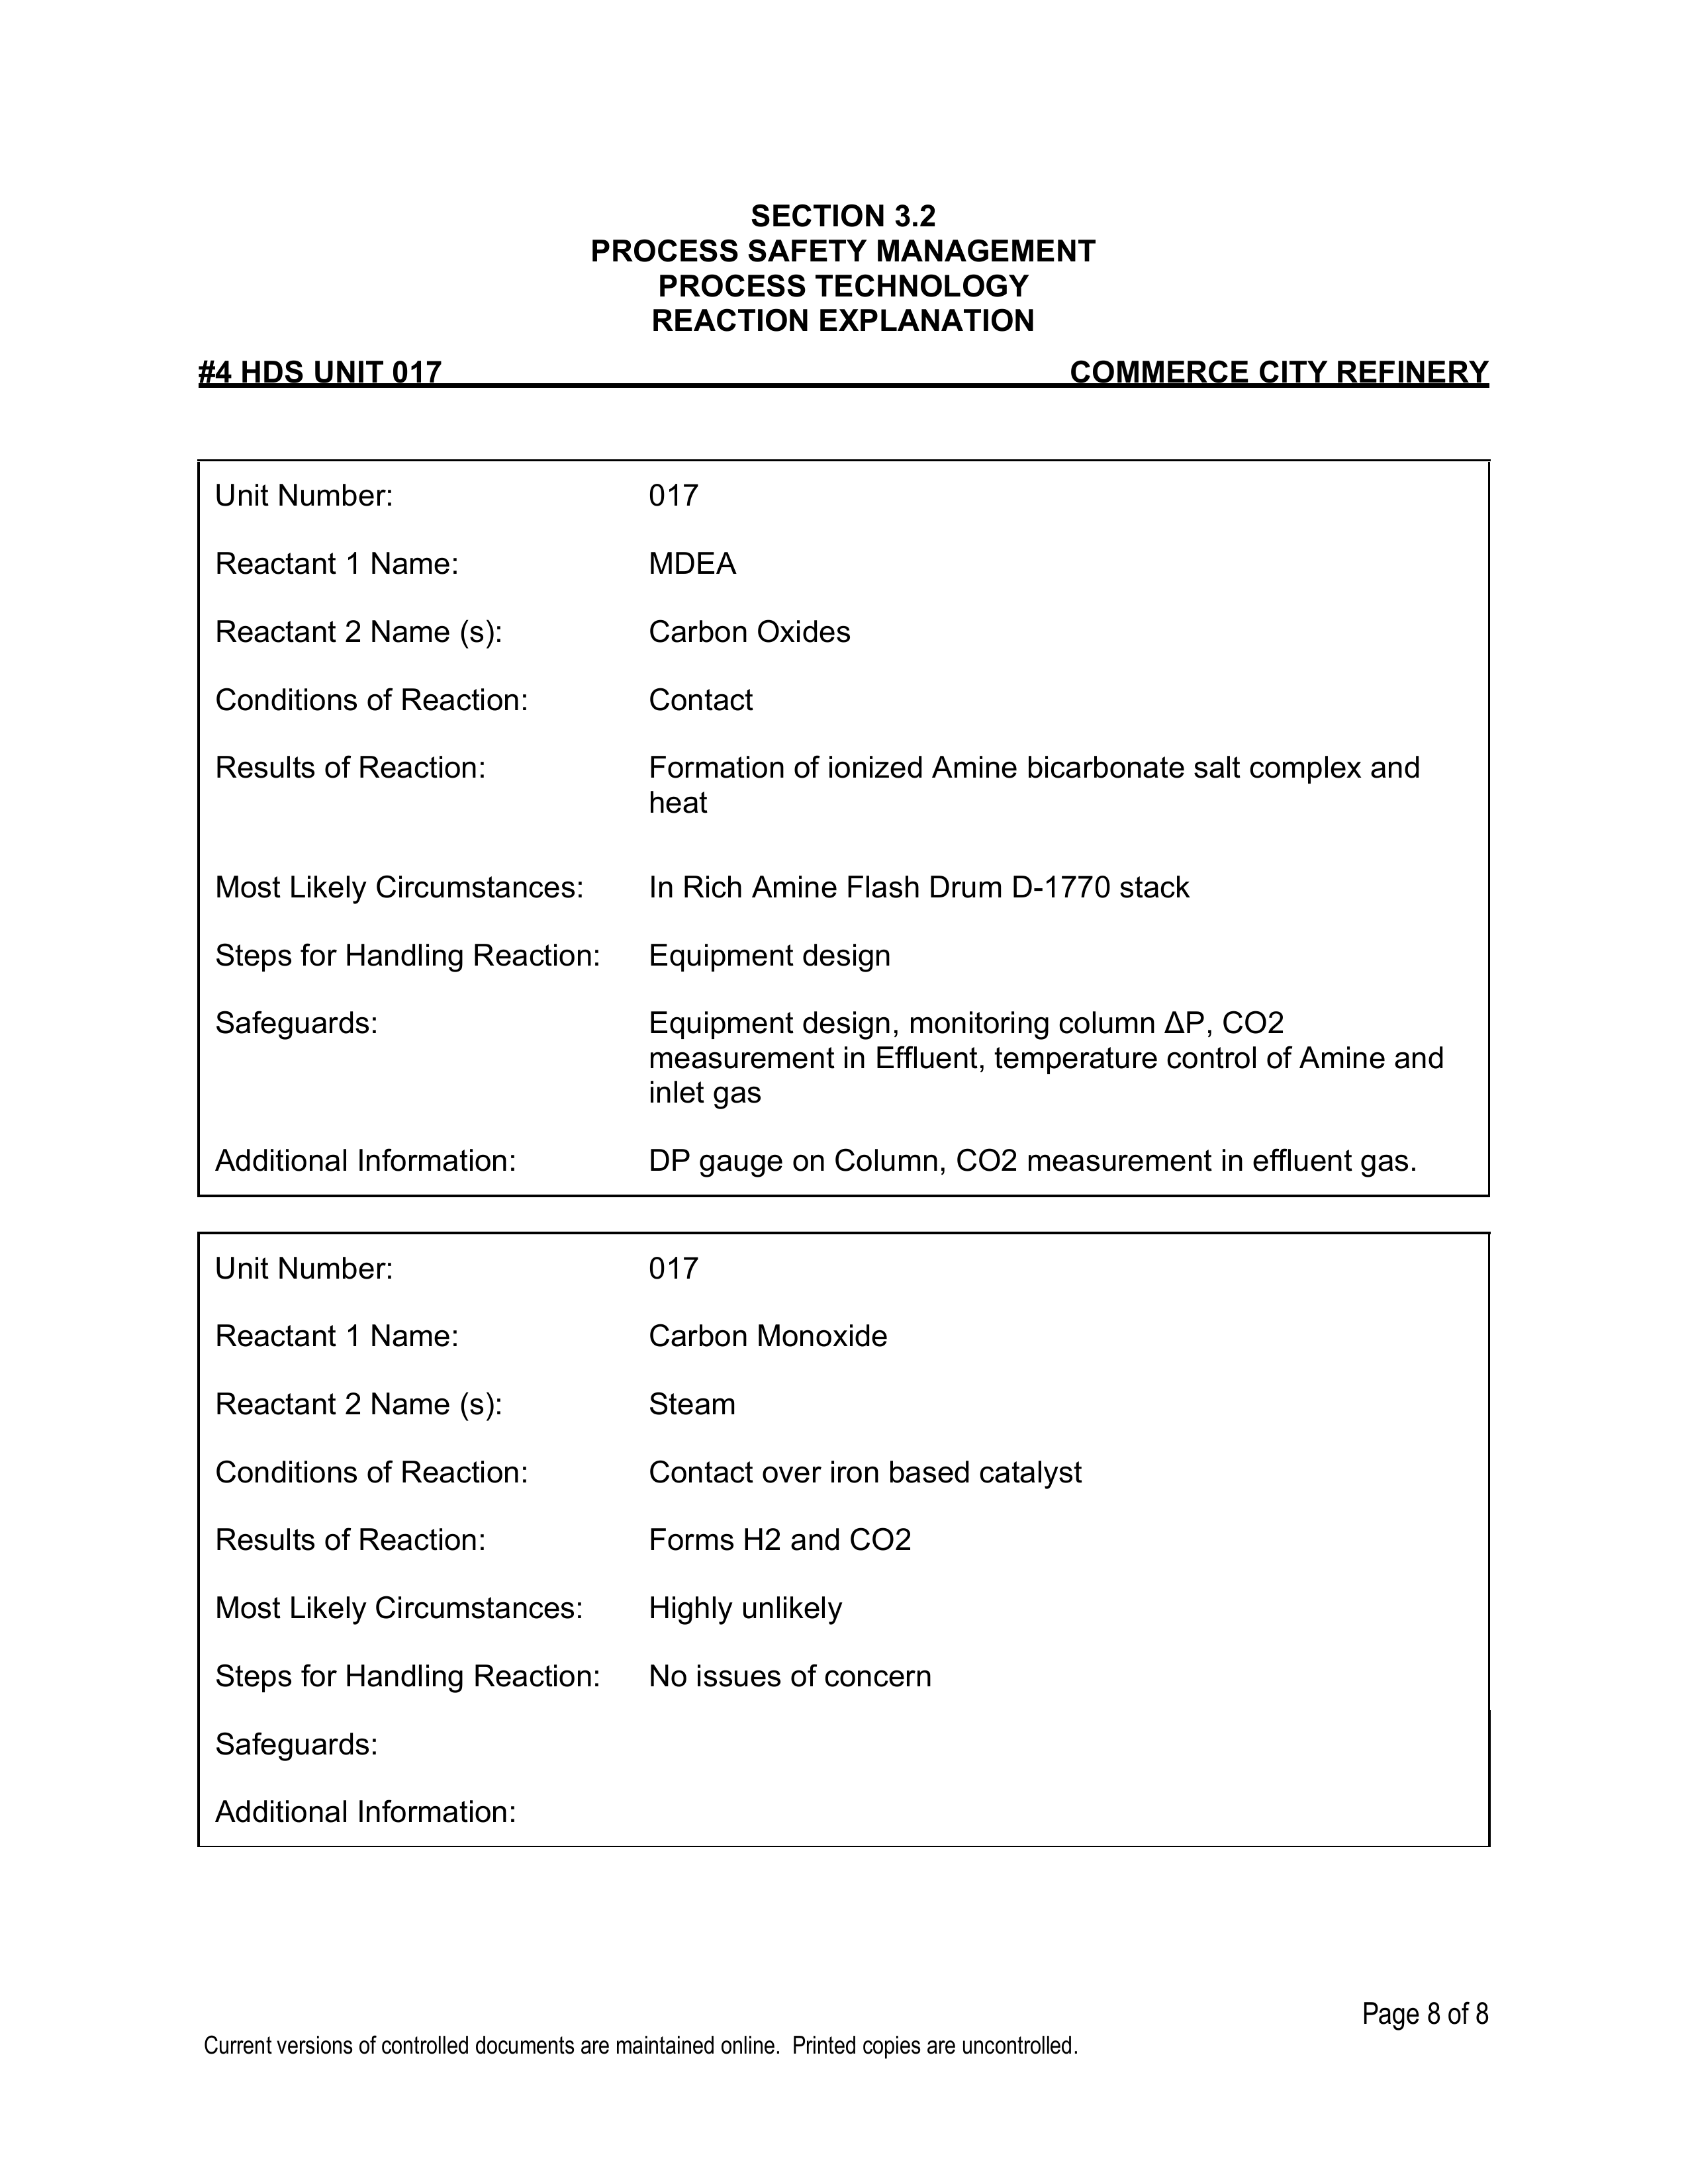 SECTION 3.2
PROCESS SAFETY MANAGEMENT
PROCESS TECHNOLOGY
REACTION EXPLANATION
#4 HDS UNIT 017 COMMERCE CITY REFINERY
Unit Number: 017
Reactant 1 Name: MDEA
Reactant 2 Name (s): Carbon Oxides
Conditions of Reaction: Contact
Results of Reaction: Formation of ionized Amine bicarbonate salt complex and
heat
Most Likely Circumstances: In Rich Amine Flash Drum D-1770 stack
Steps for Handling Reaction: Equipment design
Safeguards: Equipment design, monitoring column ΔP, CO2
measurement in Effluent, temperature control of Amine and
inlet gas
Additional Information: DP gauge on Column, CO2 measurement in effluent gas.
Unit Number: 017
Reactant 1 Name: Carbon Monoxide
Reactant 2 Name (s): Steam
Conditions of Reaction: Contact over iron based catalyst
Results of Reaction: Forms H2 and CO2
Most Likely Circumstances: Highly unlikely
Steps for Handling Reaction: No issues of concern
Safeguards:
Additional Information:
Page 8 of 8
Current versions of controlled documents are maintained online. Printed copies are uncontrolled.